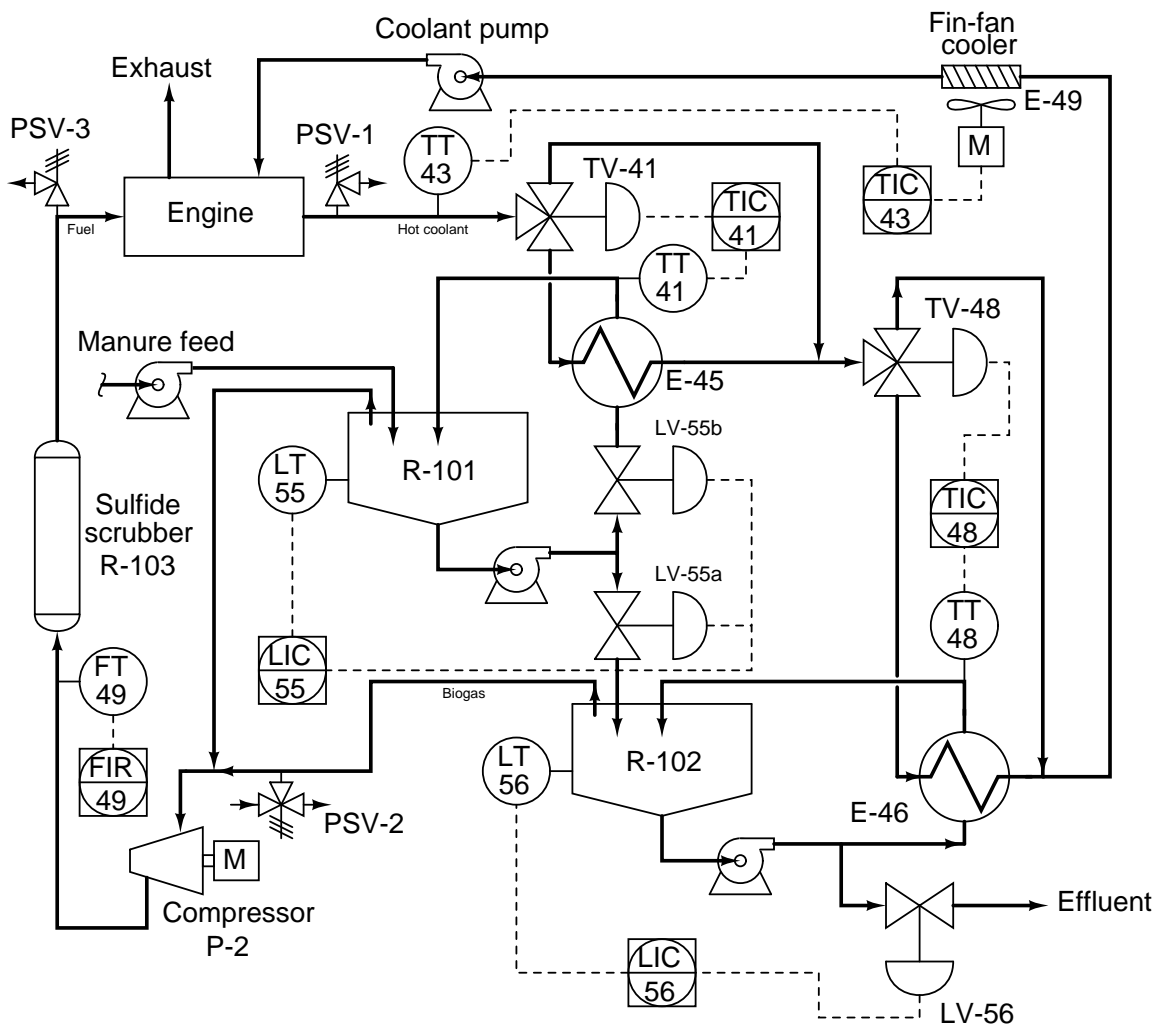 Coolant pump
Fin-fan
cooler
Exhaust
E-49
PSV-3
PSV-1
TT
43
M
TV-41
TIC
43
Engine
TIC
41
Fuel
Hot coolant
TT
41
TV-48
Manure feed
E-45
LV-55b
R-101
LT
55
TIC
48
Sulfide
scrubber
R-103
LV-55a
TT
48
LIC
55
FT
49
Biogas
R-102
LT
56
FIR
49
PSV-2
E-46
M
Compressor
P-2
Effluent
LIC
56
LV-56